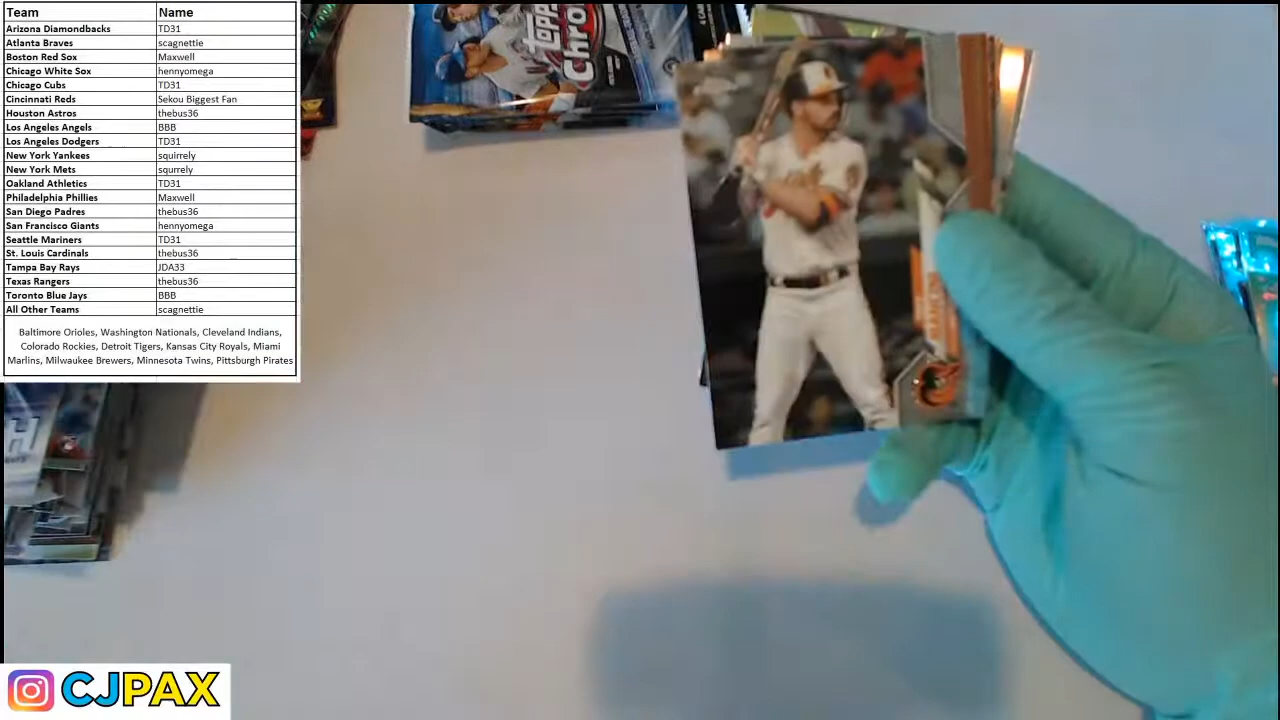 Team Name
Arizona Diamondbacks TD31
Atlanta Braves scagnettie
Boston Red Sox Maxwell
Chicago White Sox hennyomega
Chicago Cubs TD31
Cincinnati Reds Sekou Biggest Fan
Houston Astros thebus36
Los Angeles Angels BBB
Los Angeles Dodgers TD31
New York Yankees squirrely
New York Mets squrrely
Oakland Athletics TD31
Philadelphia Phillies Maxwell
San Diego Padres thebus36
San Francisco Giants hennyomega
Seattle Mariners TD31
St. Louis Cardinals thebus36
Tampa Bay Rays JDA33
Texas Rangers thebus36
Toronto Blue Jays BBB
All Other Teams scagnettie
Baltimore Orioles, Washington Nationals, Cleveland Indians,
Colorado Rockies, Detroit Tigers, Kansas City Royals, Miami
Marlins, Milwaukee Brewers, Minnesota Twins, Pittsburgh Pirates
Topps
Chro
CJPAX